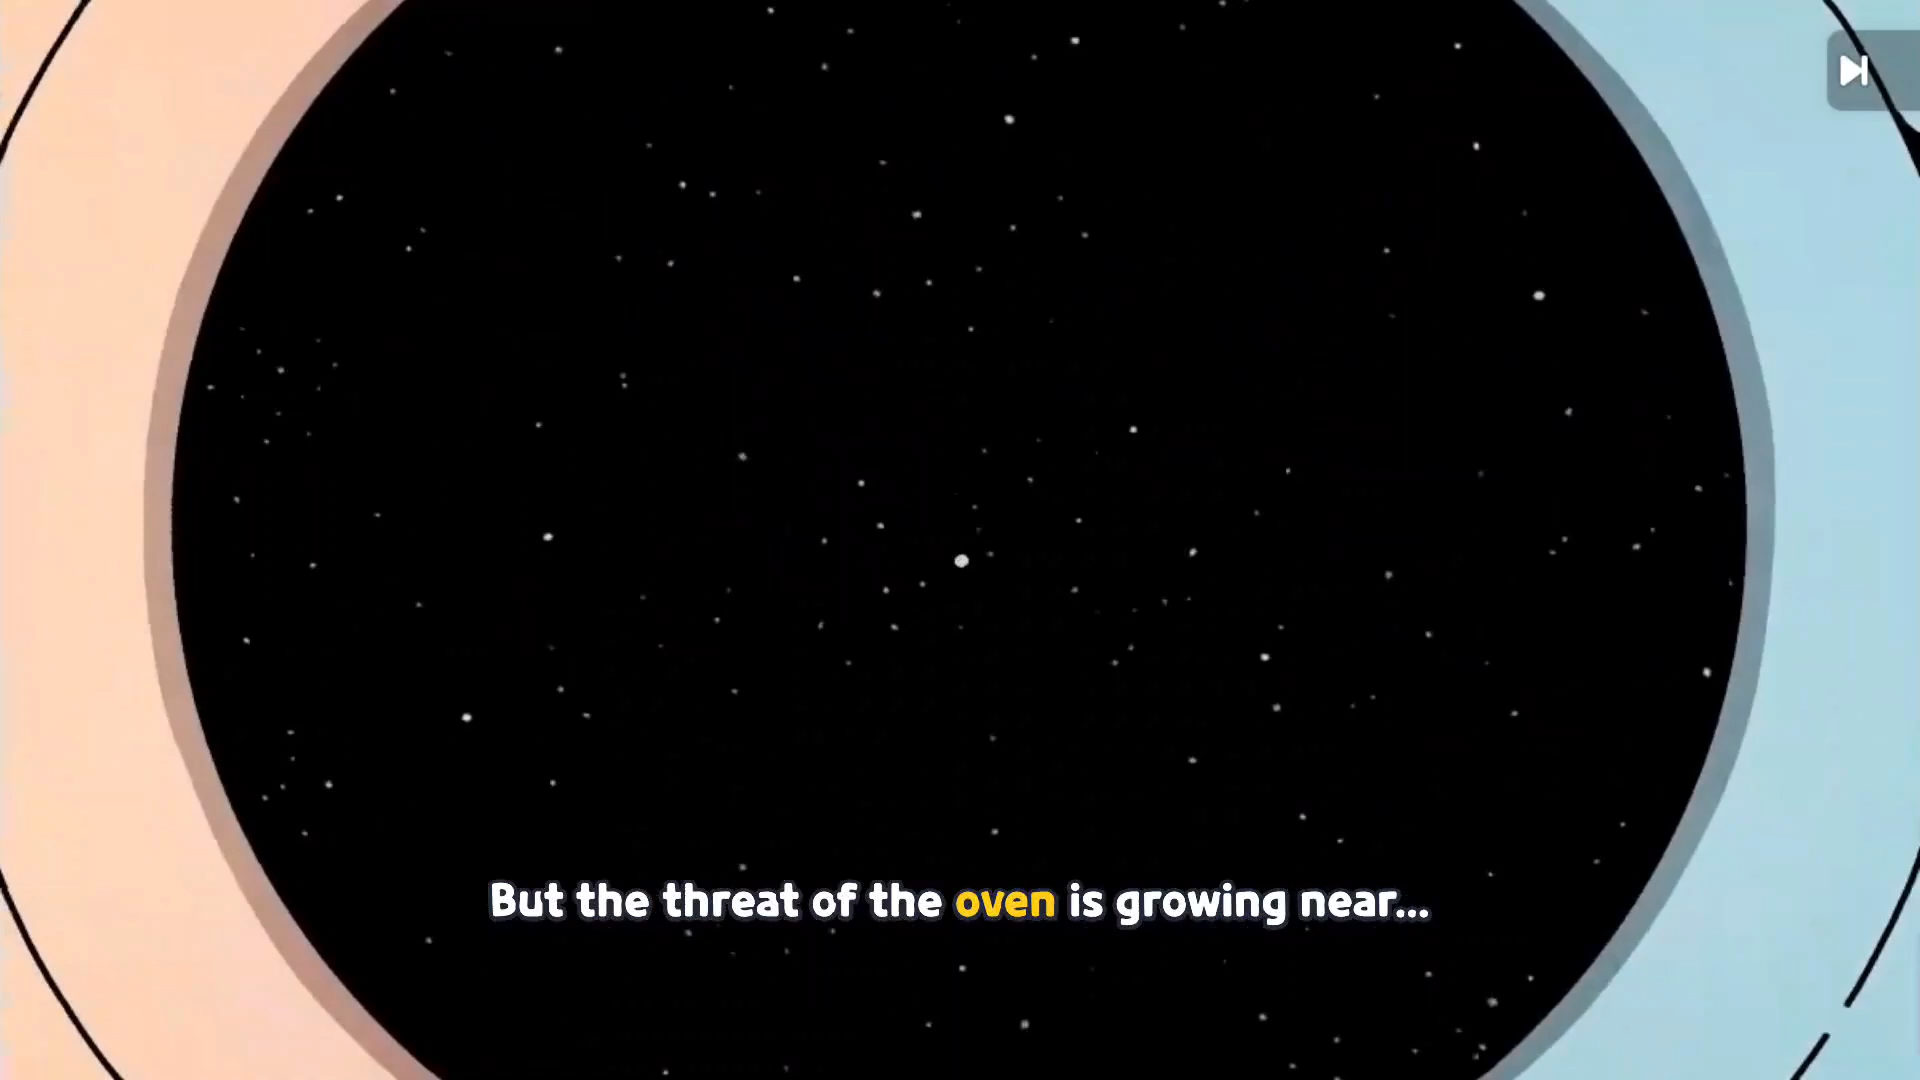 But the threat of the oven is growing near...